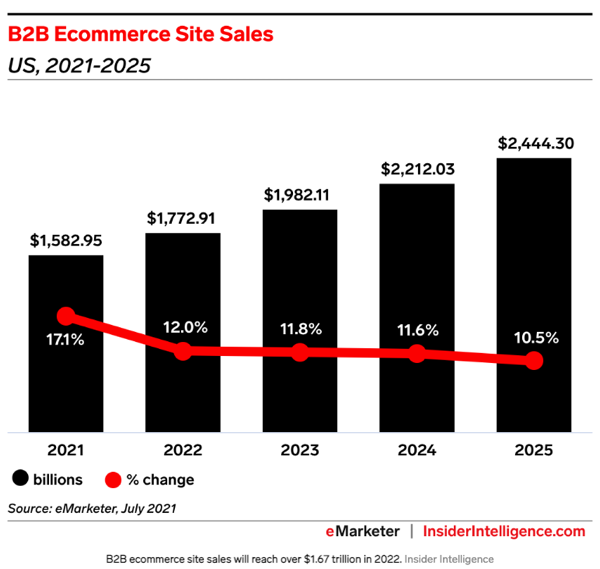 B2B Ecommerce Site Sales
US, 2021-2025
$2,444.30
$2,212.03
$1,982.11
$1,772.91
$1,582.95
17.1%
12.0%
11.8%
11.6%
10.5%
2021 2022 2023 2024 2025
billions % change
Source: eMarketer, July 2021
eMarketer | InsiderIntelligence.com
B2B ecommerce site sales will reach over $1.67 trillion in 2022. Insider Intelligence